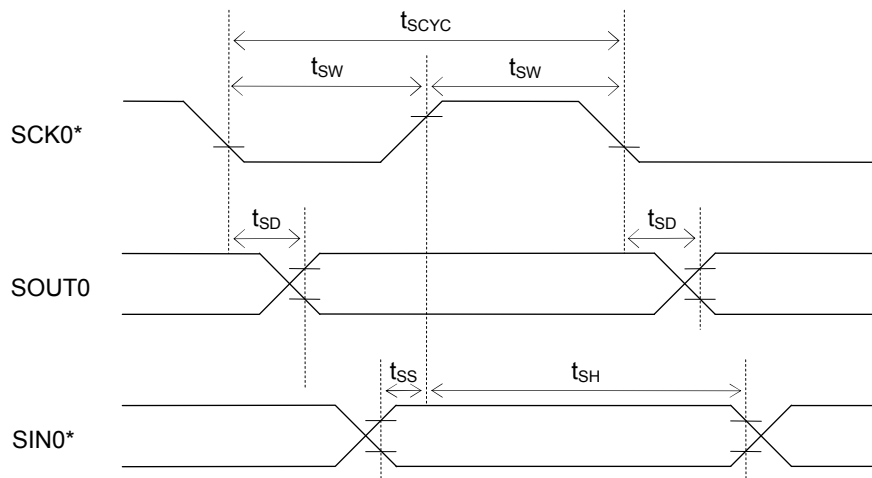 tSCYC
tSW tSW
SCK0*
tSD tSD
SOUT0
tSS tSH
SIN0*